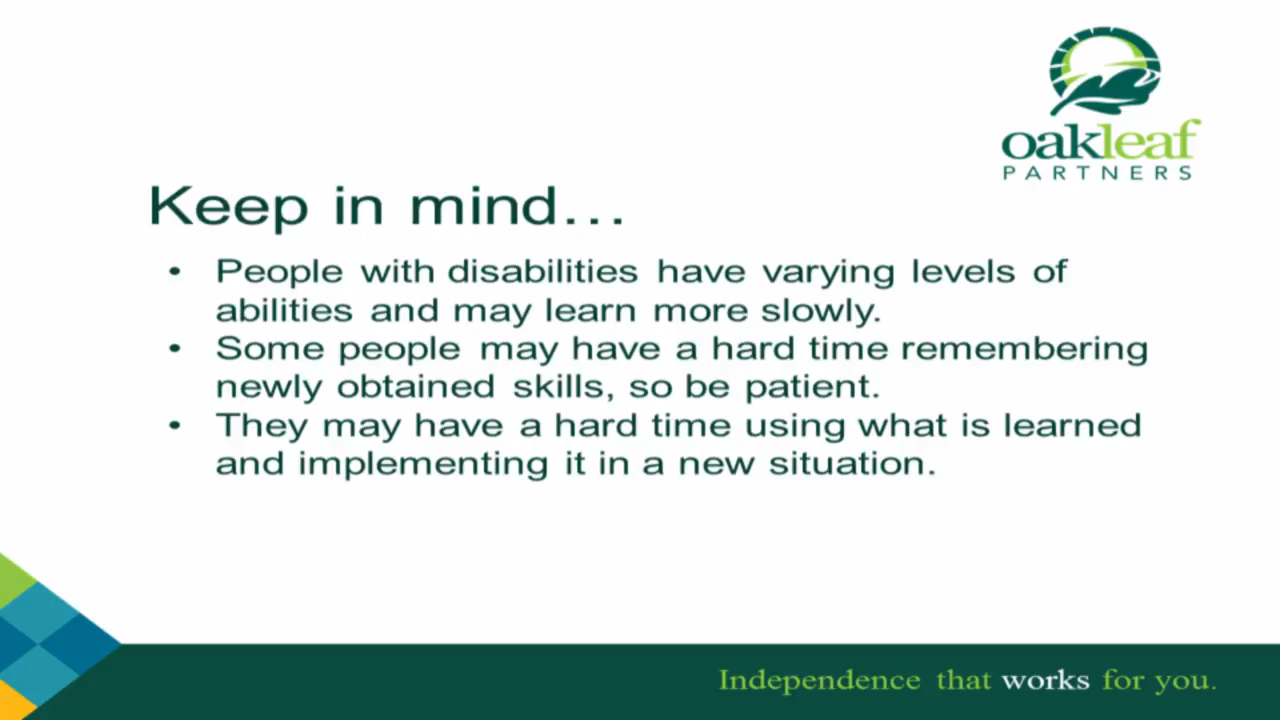 oakleaf
PARTNERS
Keep in mind...
• People with disabilities have varying levels of
abilities and may learn more slowly.
• Some people may have a hard time remembering
newly obtained skills, so be patient.
• They may have a hard time using what is learned
and implementing it in a new situation.
Independence that works for you.